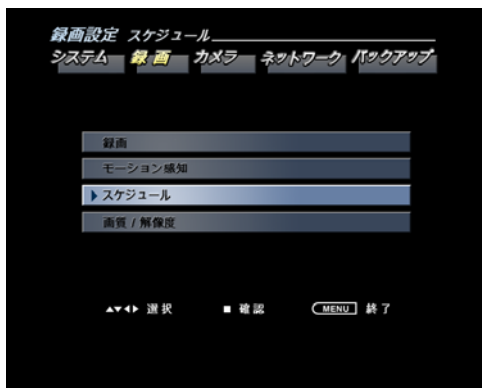 録画設定 スケジュール
システム 録画 カメラ ネットワーク バックアップ
録画
モーション感知
スケジュール
画質 / 解像度
▲▼◀▶ 選択 ■ 確認 MENU 終了